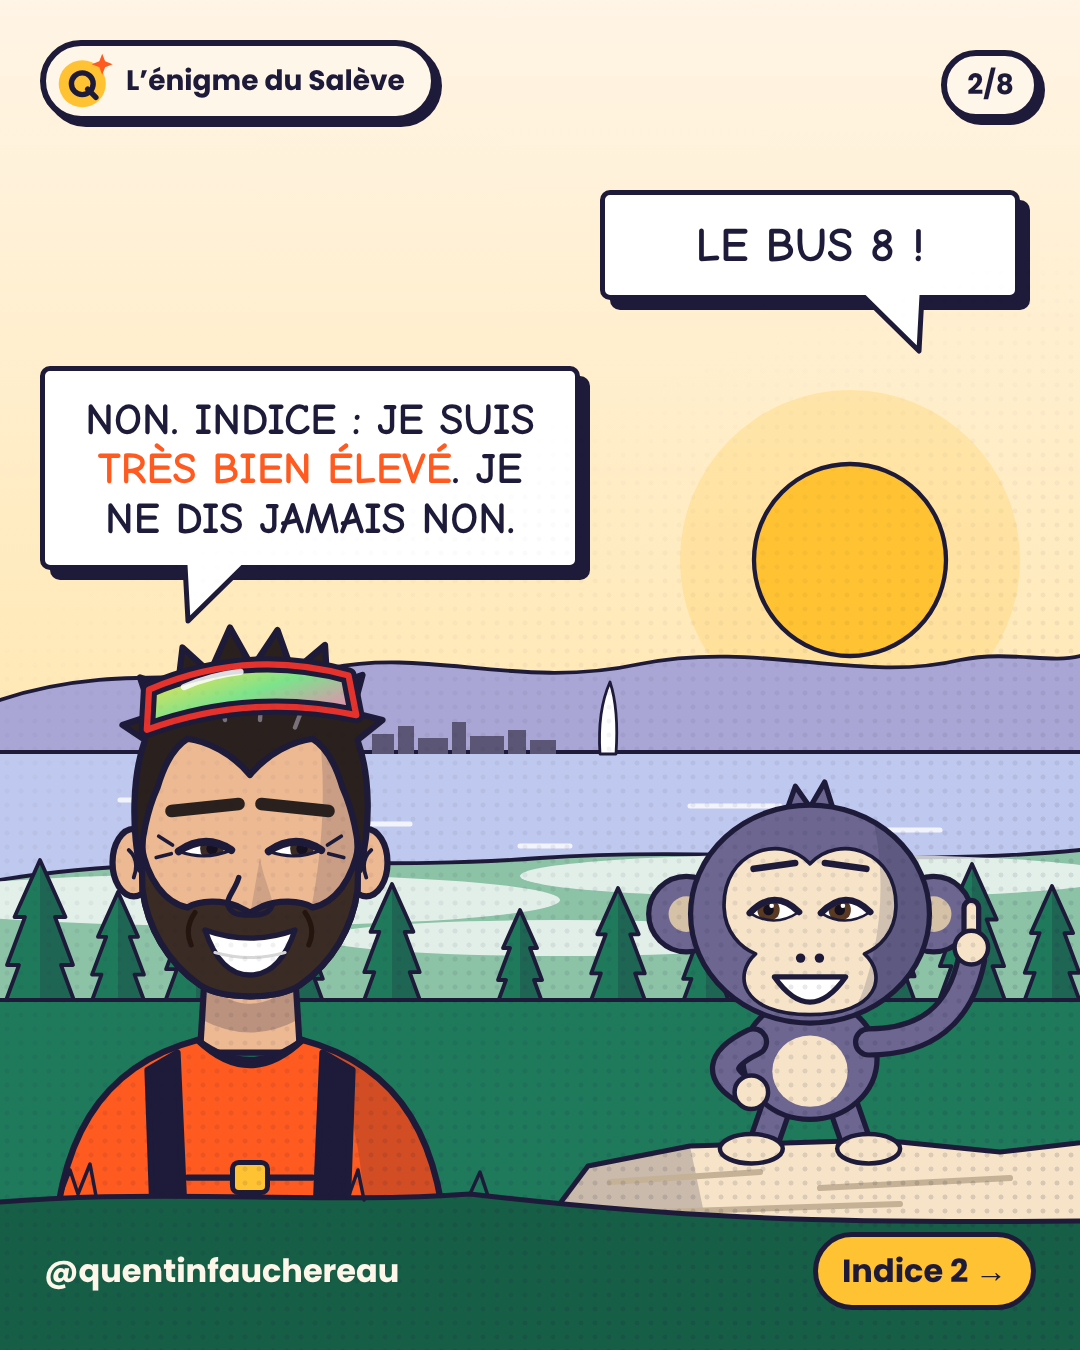 Q
L’énigme du Salève
2/8
LE BUS 8 !
NON. INDICE : JE SUIS
TRÈS BIEN ÉLEVÉ. JE
NE DIS JAMAIS NON.
@quentinfauchereau
Indice 2 →